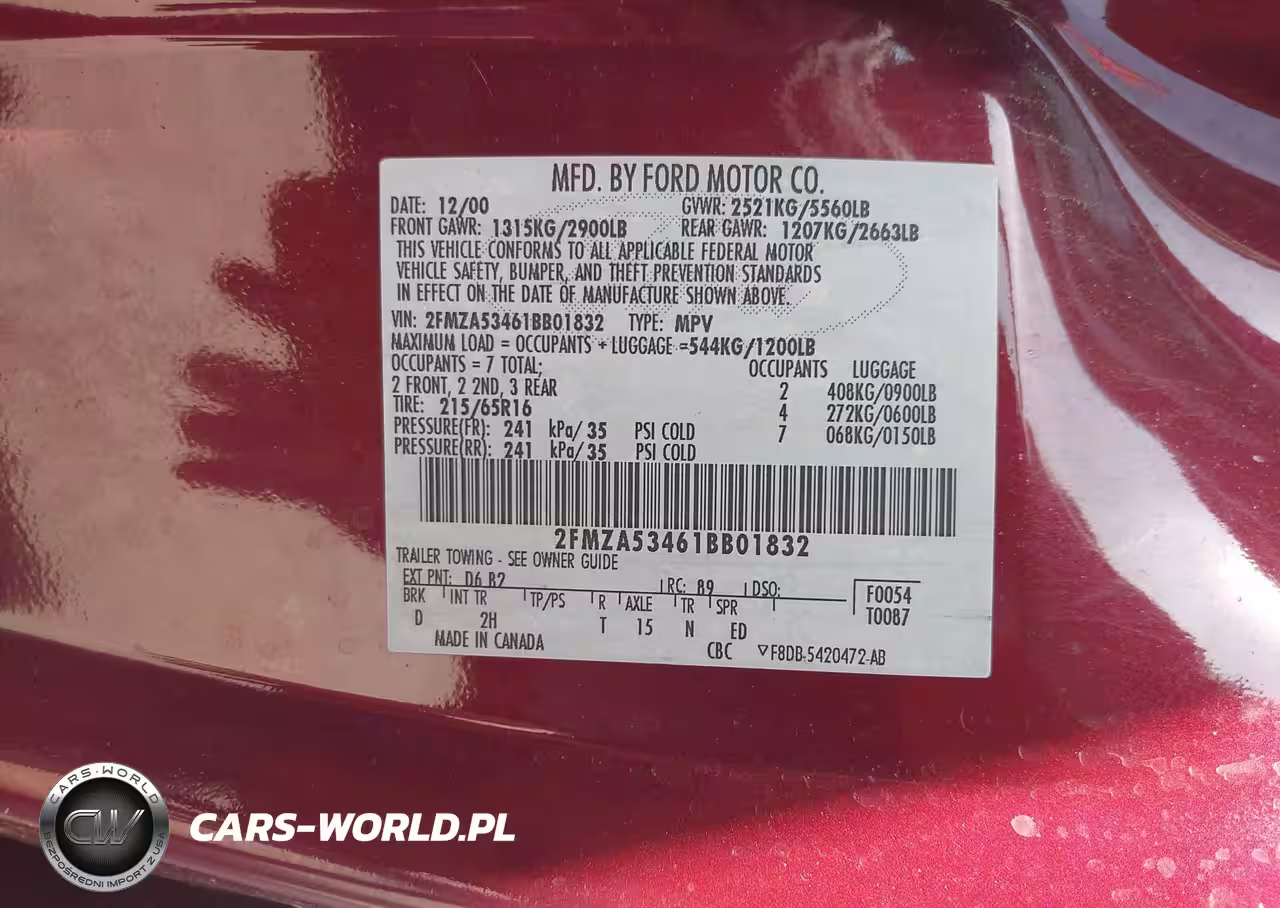 MFD. BY FORD MOTOR CO.
DATE: 12/00 GVWR: 2521KG/5560LB
FRONT GAWR: 1315KG/2900LB REAR GAWR: 1207KG/2663LB
THIS VEHICLE CONFORMS TO ALL APPLICABLE FEDERAL MOTOR
VEHICLE SAFETY, BUMPER, AND THEFT PREVENTION STANDARDS
IN EFFECT ON THE DATE OF MANUFACTURE SHOWN ABOVE.
VIN: 2FMZA53461BB01832 TYPE: MPV
MAXIMUM LOAD = OCCUPANTS + LUGGAGE =544KG/1200LB
OCCUPANTS = 7 TOTAL; OCCUPANTS LUGGAGE
2 FRONT, 2 2ND, 3 REAR 2 408KG/0900LB
TIRE: 215/65R16 4 272KG/0600LB
PRESSURE(FR): 241 kPa/ 35 PSI COLD 7 068KG/0150LB
PRESSURE(RR): 241 kPa/ 35 PSI COLD
2FMZA53461BB01832
TRAILER TOWING - SEE OWNER GUIDE
EXT PNT: D6 B2 RC: 89 DSO: F0054
BRK INT TR TP/PS R AXLE TR SPR T0087
D 2H T 15 N ED
MADE IN CANADA CBC ▽F8DB-5420472-AB
CARS-WORLD
CW
BEZPOŚREDNI IMPORT Z USA
CARS-WORLD.PL